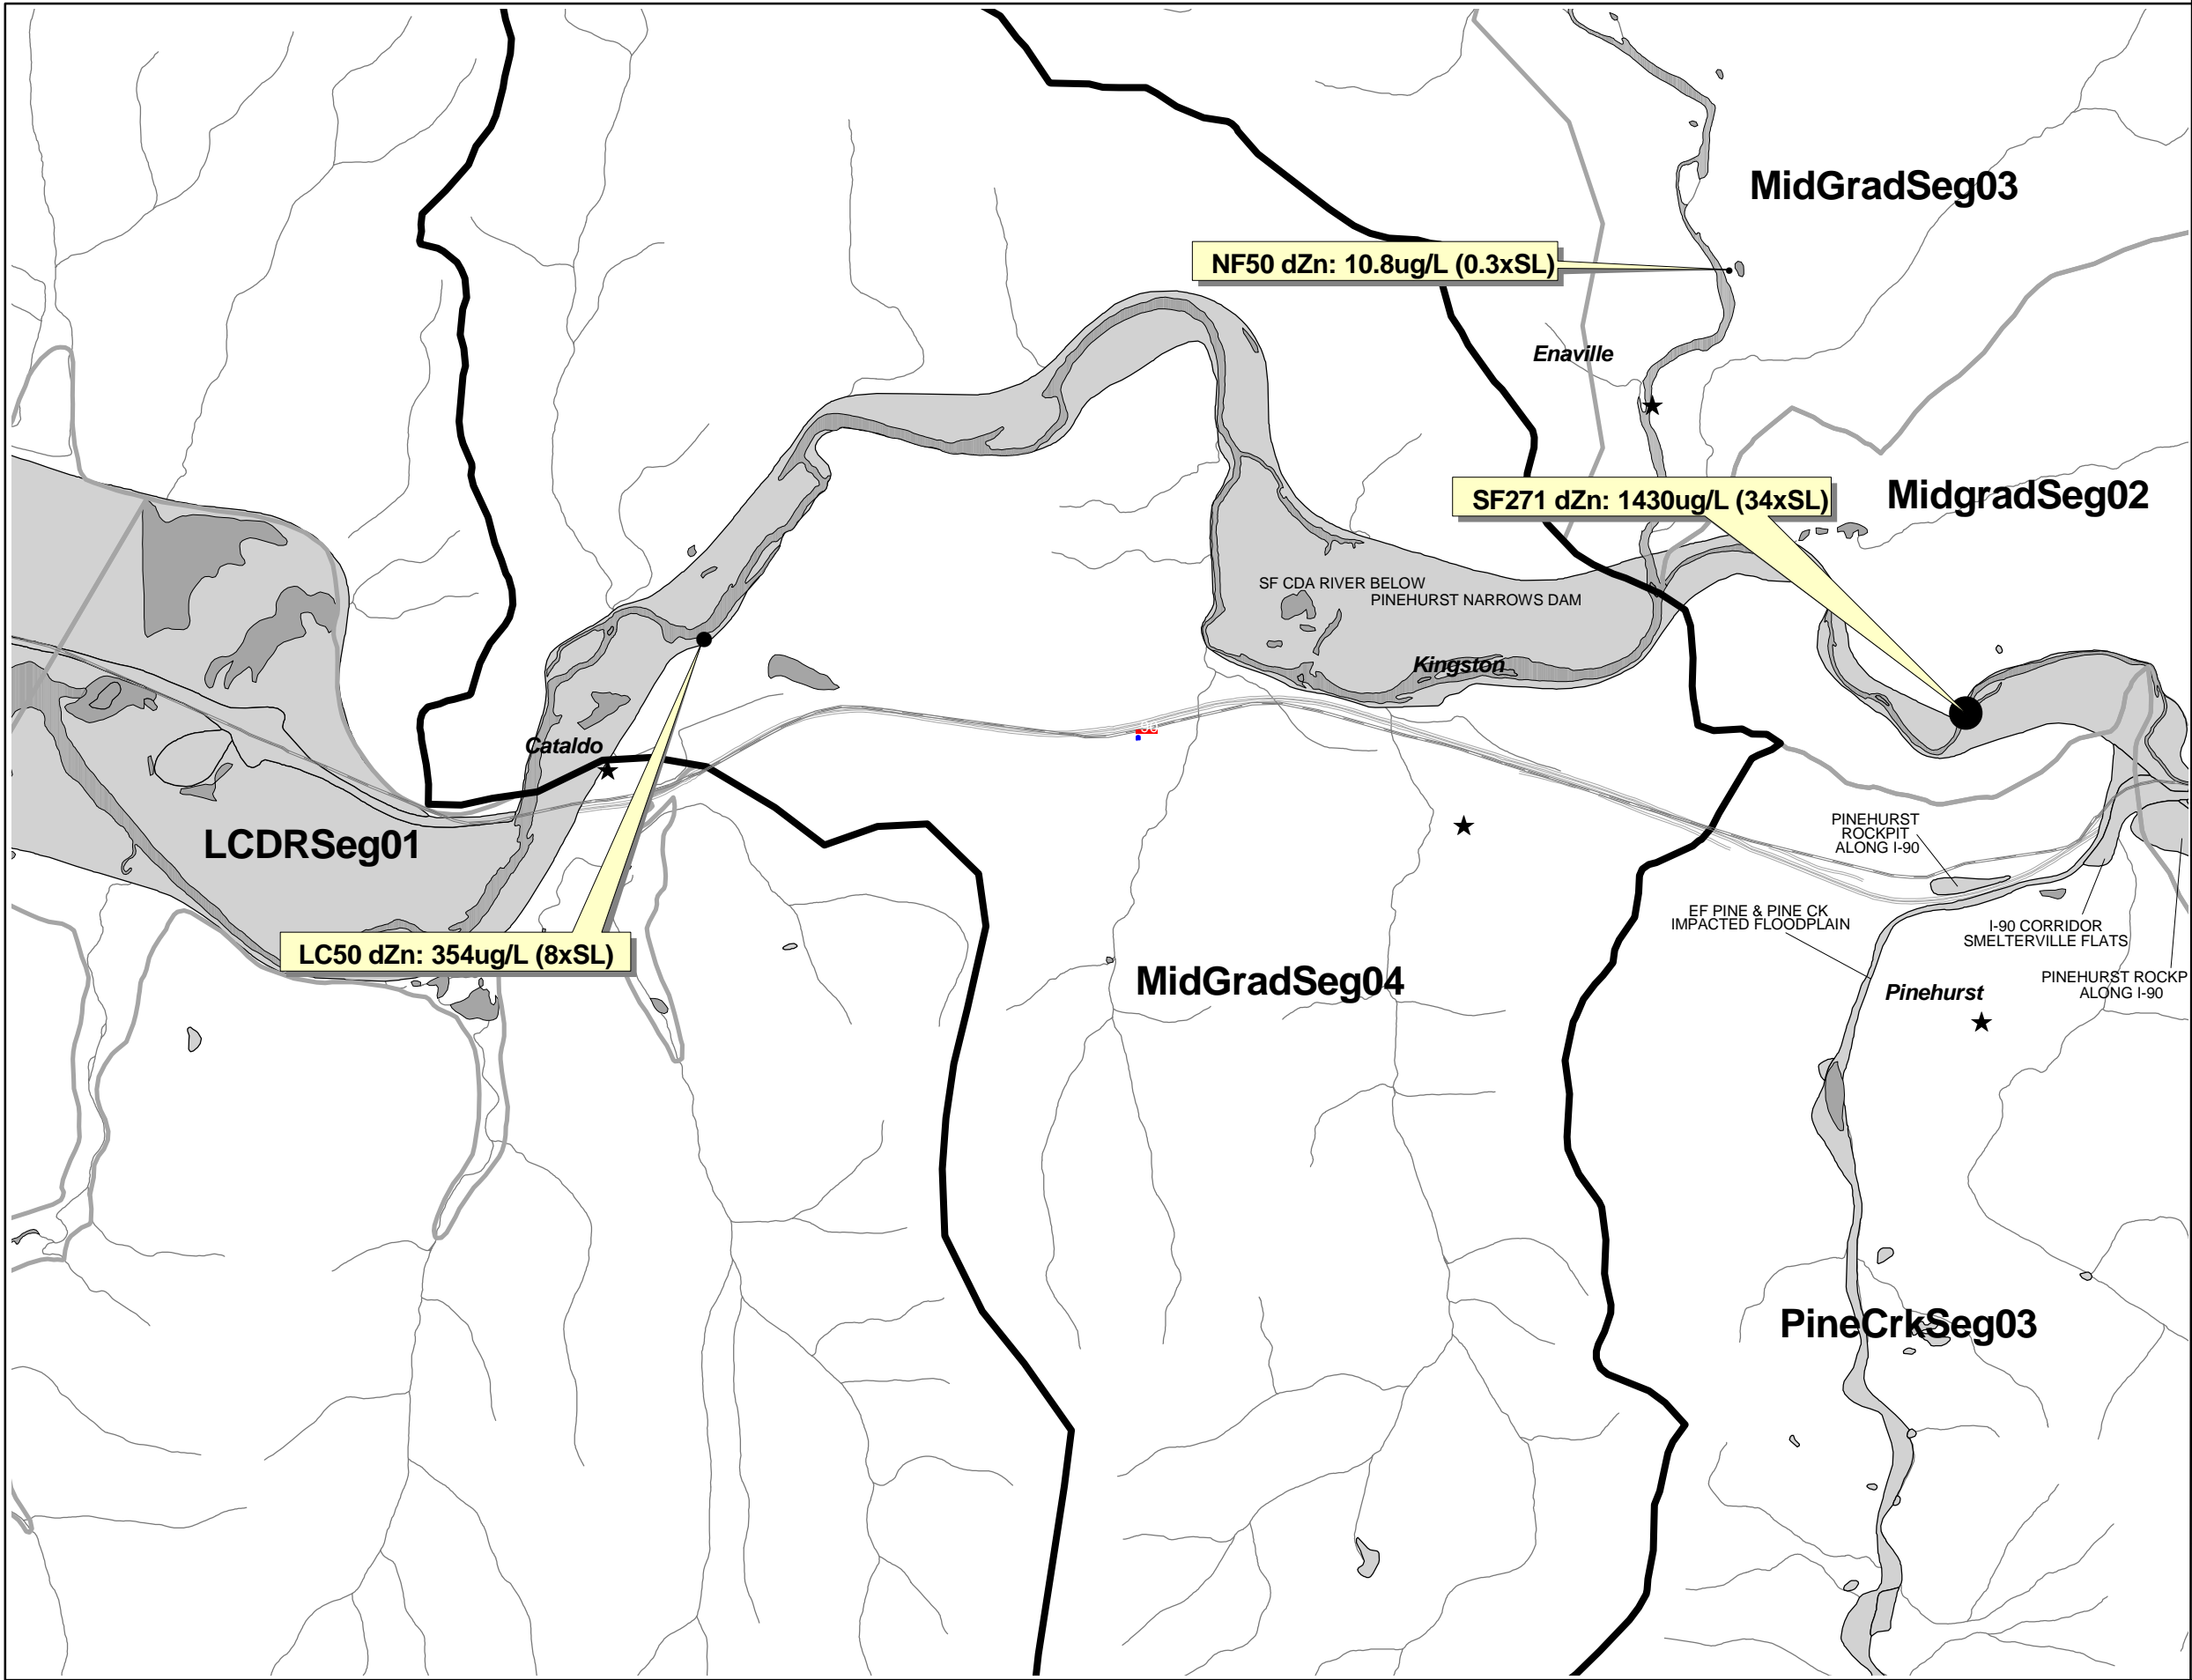 MidGradSeg03
NF50 dZn: 10.8ug/L (0.3xSL)
Enaville
SF271 dZn: 1430ug/L (34xSL)
MidgradSeg02
SF CDA RIVER BELOW
PINEHURST NARROWS DAM
Kingston
Cataldo
LCDRSeg01
PINEHURST
ROCKPIT
ALONG I-90
EF PINE & PINE CK
IMPACTED FLOODPLAIN
I-90 CORRIDOR
SMELTERVILLE FLATS
LC50 dZn: 354ug/L (8xSL)
MidGradSeg04
PINEHURST ROCKP
ALONG I-90
Pinehurst
PineCrkSeg03